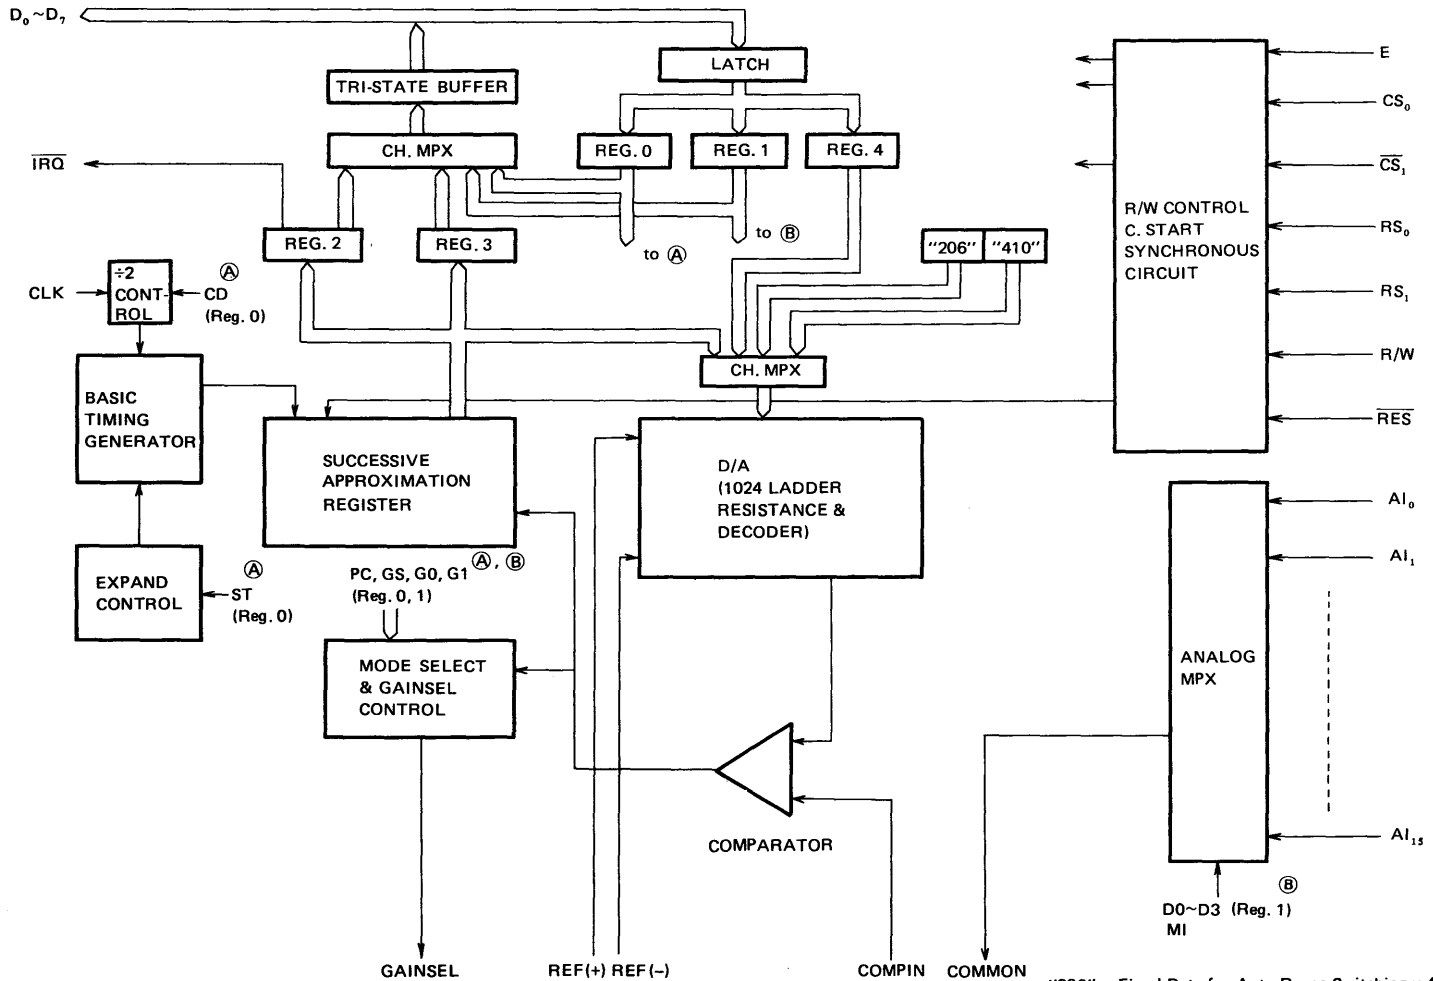 D₀~D₇
LATCH
TRI-STATE BUFFER
CH. MPX
REG. 0
REG. 1
REG. 4
IRQ
REG. 2
REG. 3
to Ⓐ
to Ⓑ
"206"
"410"
R/W CONTROL
C. START
SYNCHRONOUS
CIRCUIT
E
CS₀
CS₁
RS₀
RS₁
R/W
RES
CLK
÷2
CONT-
ROL
Ⓐ
CD
(Reg. 0)
CH. MPX
BASIC
TIMING
GENERATOR
SUCCESSIVE
APPROXIMATION
REGISTER
D/A
(1024 LADDER
RESISTANCE &
DECODER)
EXPAND
CONTROL
Ⓐ
ST
(Reg. 0)
Ⓐ, Ⓑ
PC, GS, G0, G1
(Reg. 0, 1)
MODE SELECT
& GAINSEL
CONTROL
COMPARATOR
ANALOG
MPX
AI₀
AI₁
AI₁₅
Ⓑ
D0~D3 (Reg. 1)
MI
GAINSEL
REF(+) REF(−)
COMPIN
COMMON